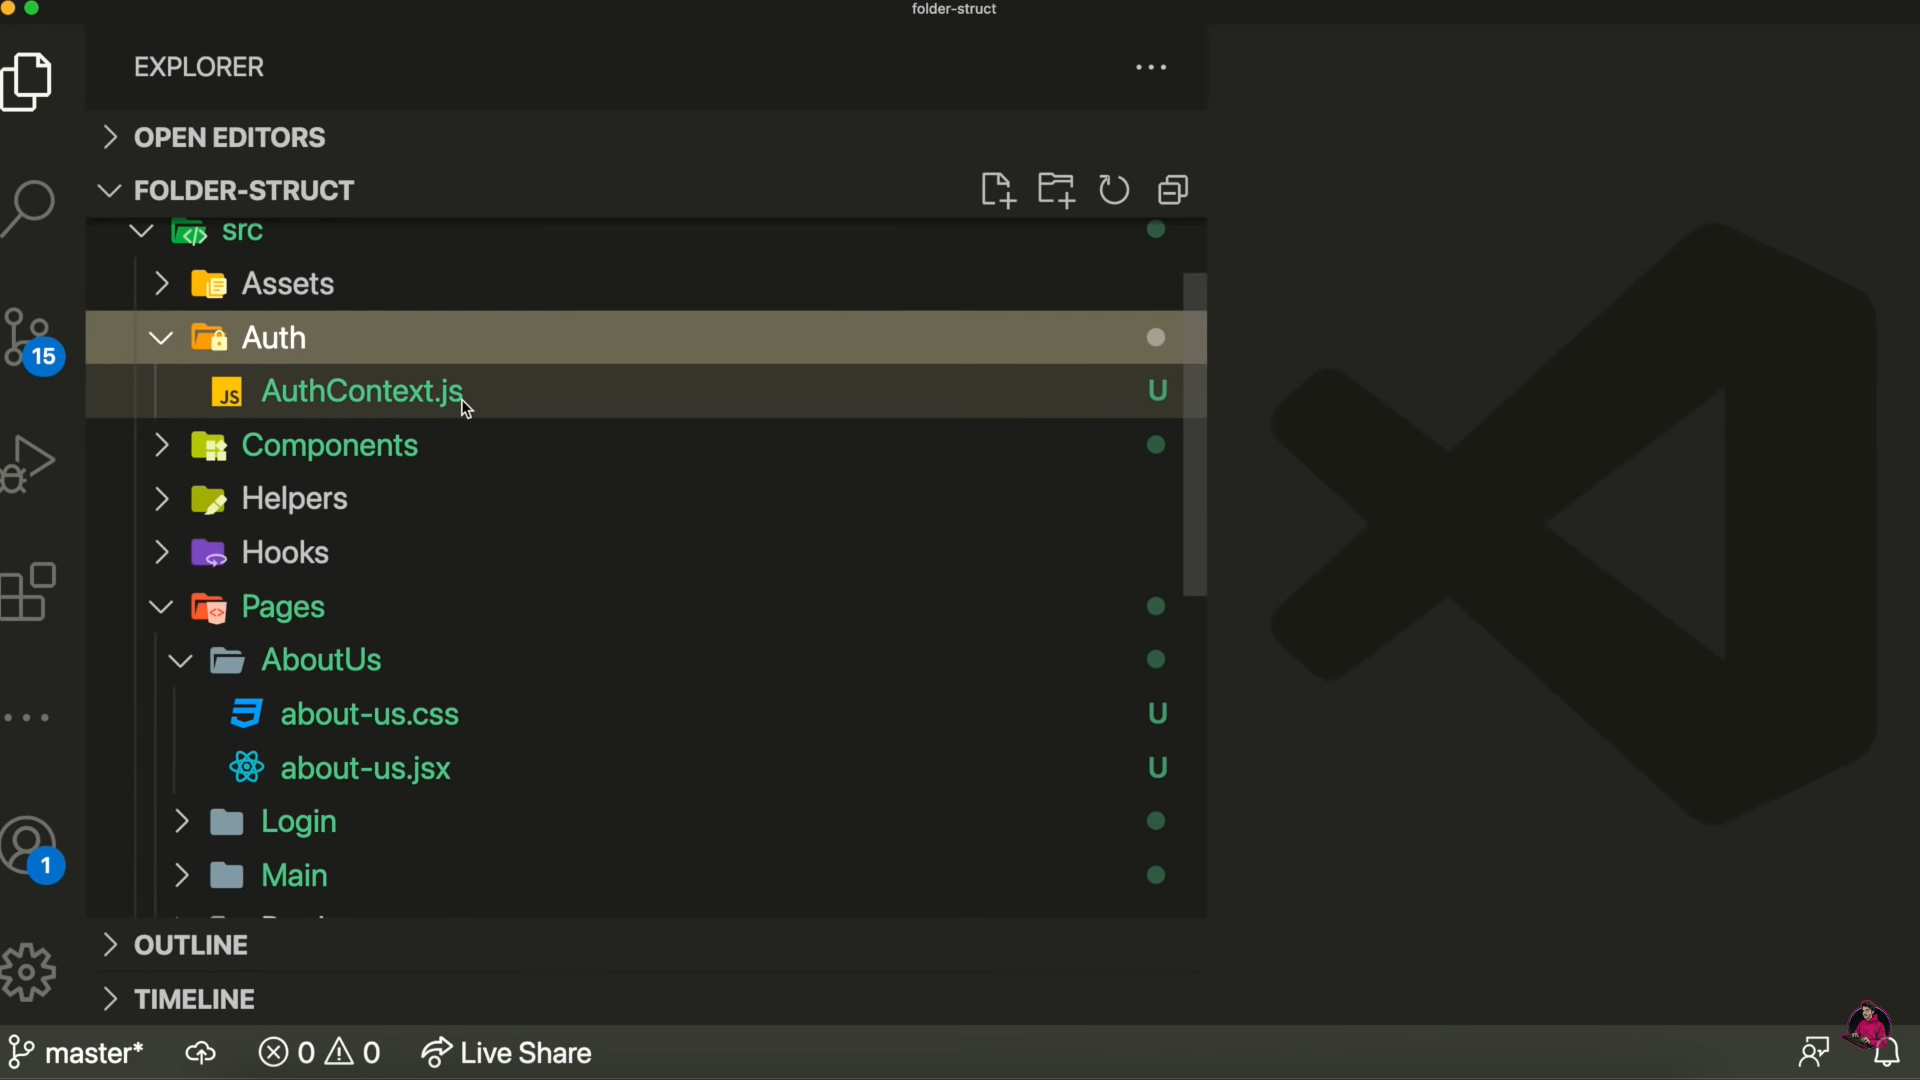 folder-struct
EXPLORER
OPEN EDITORS
FOLDER-STRUCT
src
Assets
Auth
JS AuthContext.js U
Components
Helpers
Hooks
Pages
AboutUs
about-us.css U
about-us.jsx U
Login
Main
OUTLINE
TIMELINE
15
1
master* 0 0 Live Share